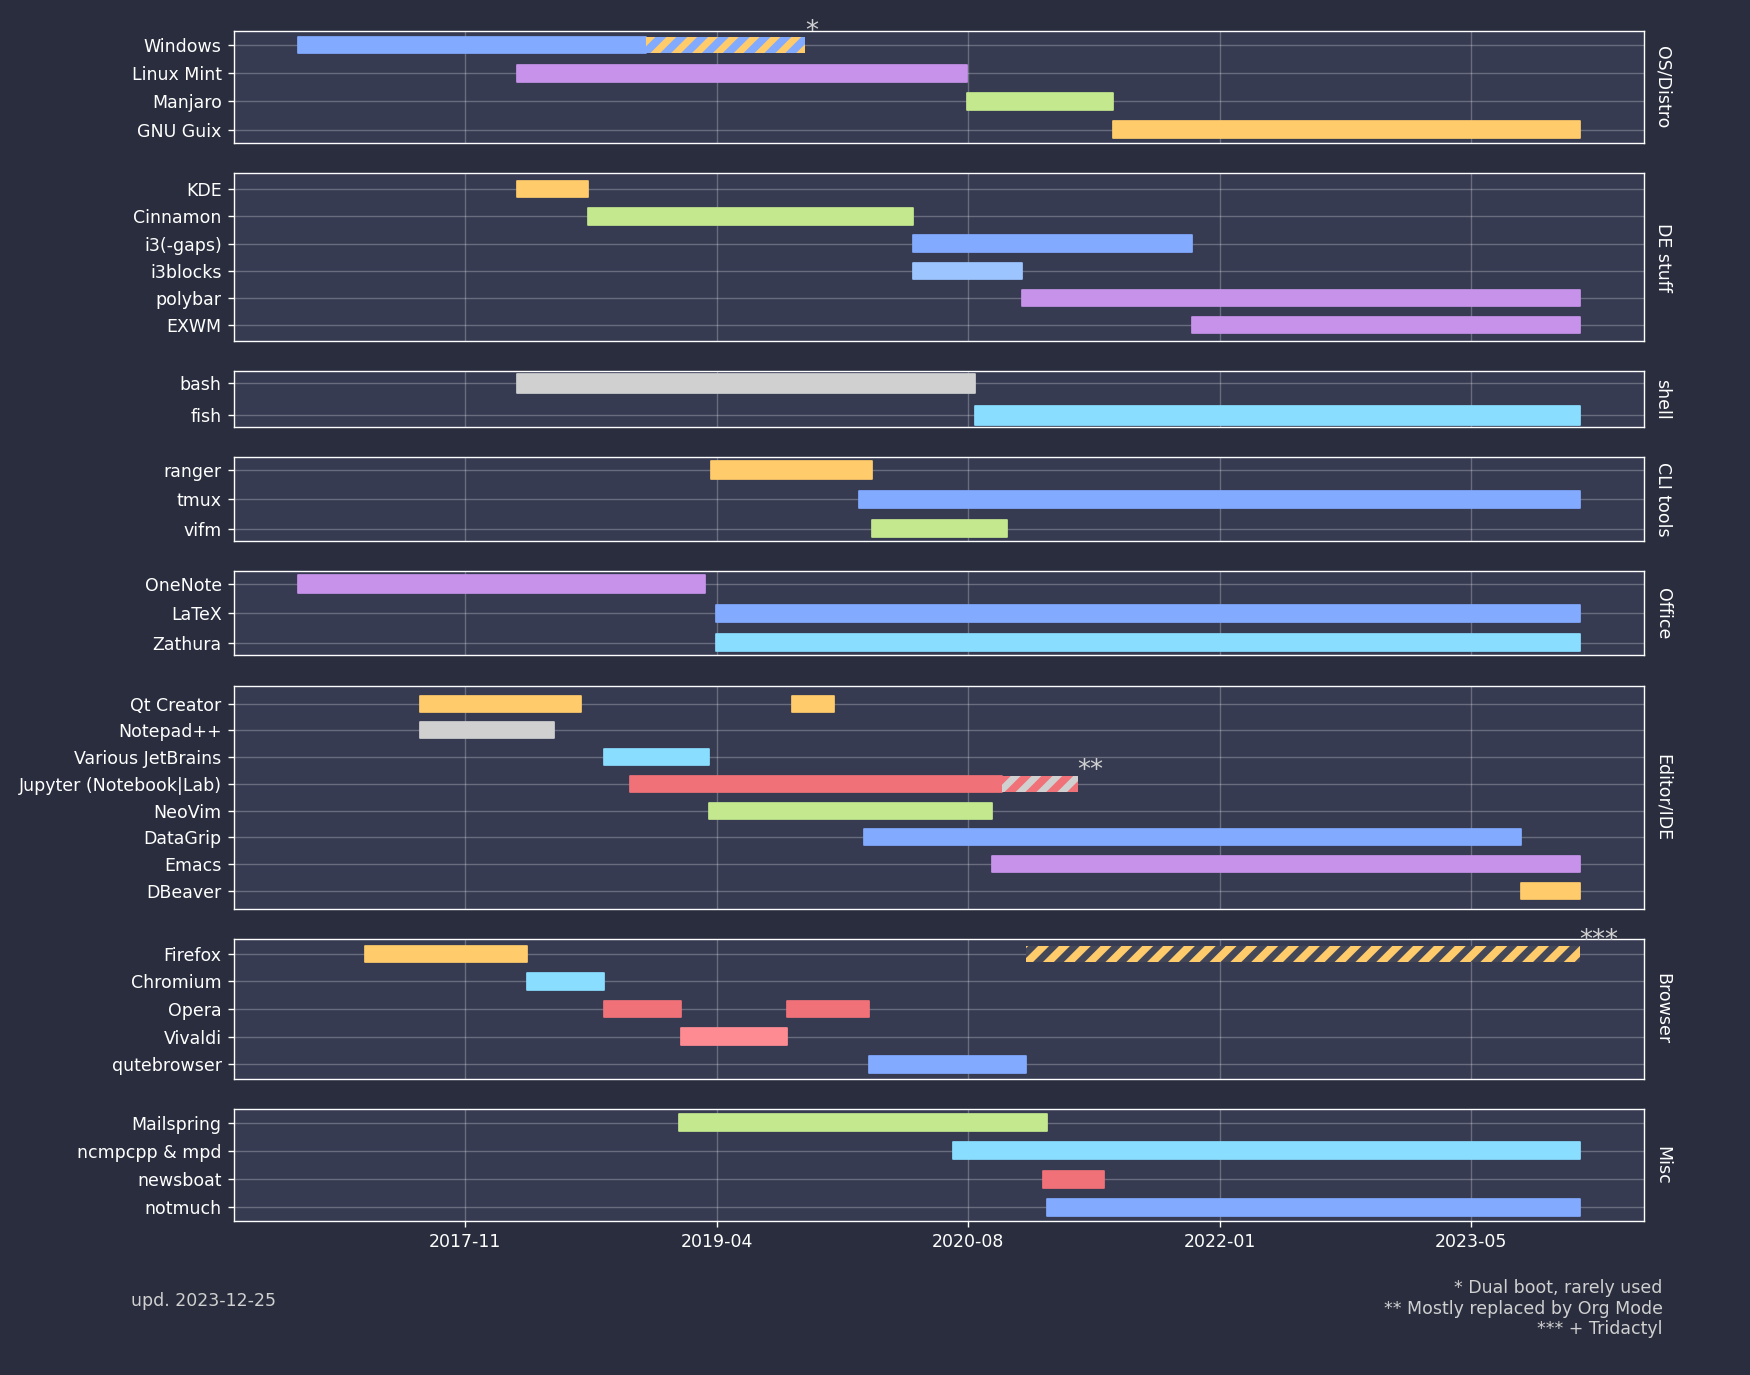 *
Windows
Linux Mint
Manjaro
GNU Guix
OS/Distro
KDE
Cinnamon
i3(-gaps)
i3blocks
polybar
EXWM
DE stuff
bash
fish
shell
ranger
tmux
vifm
CLI tools
OneNote
LaTeX
Zathura
Office
Qt Creator
Notepad++
Various JetBrains
**
Jupyter (Notebook|Lab)
NeoVim
DataGrip
Emacs
DBeaver
Editor/IDE
***
Firefox
Chromium
Opera
Vivaldi
qutebrowser
Browser
Mailspring
ncmpcpp & mpd
newsboat
notmuch
Misc
2017-11 2019-04 2020-08 2022-01 2023-05
upd. 2023-12-25
* Dual boot, rarely used
** Mostly replaced by Org Mode
*** + Tridactyl